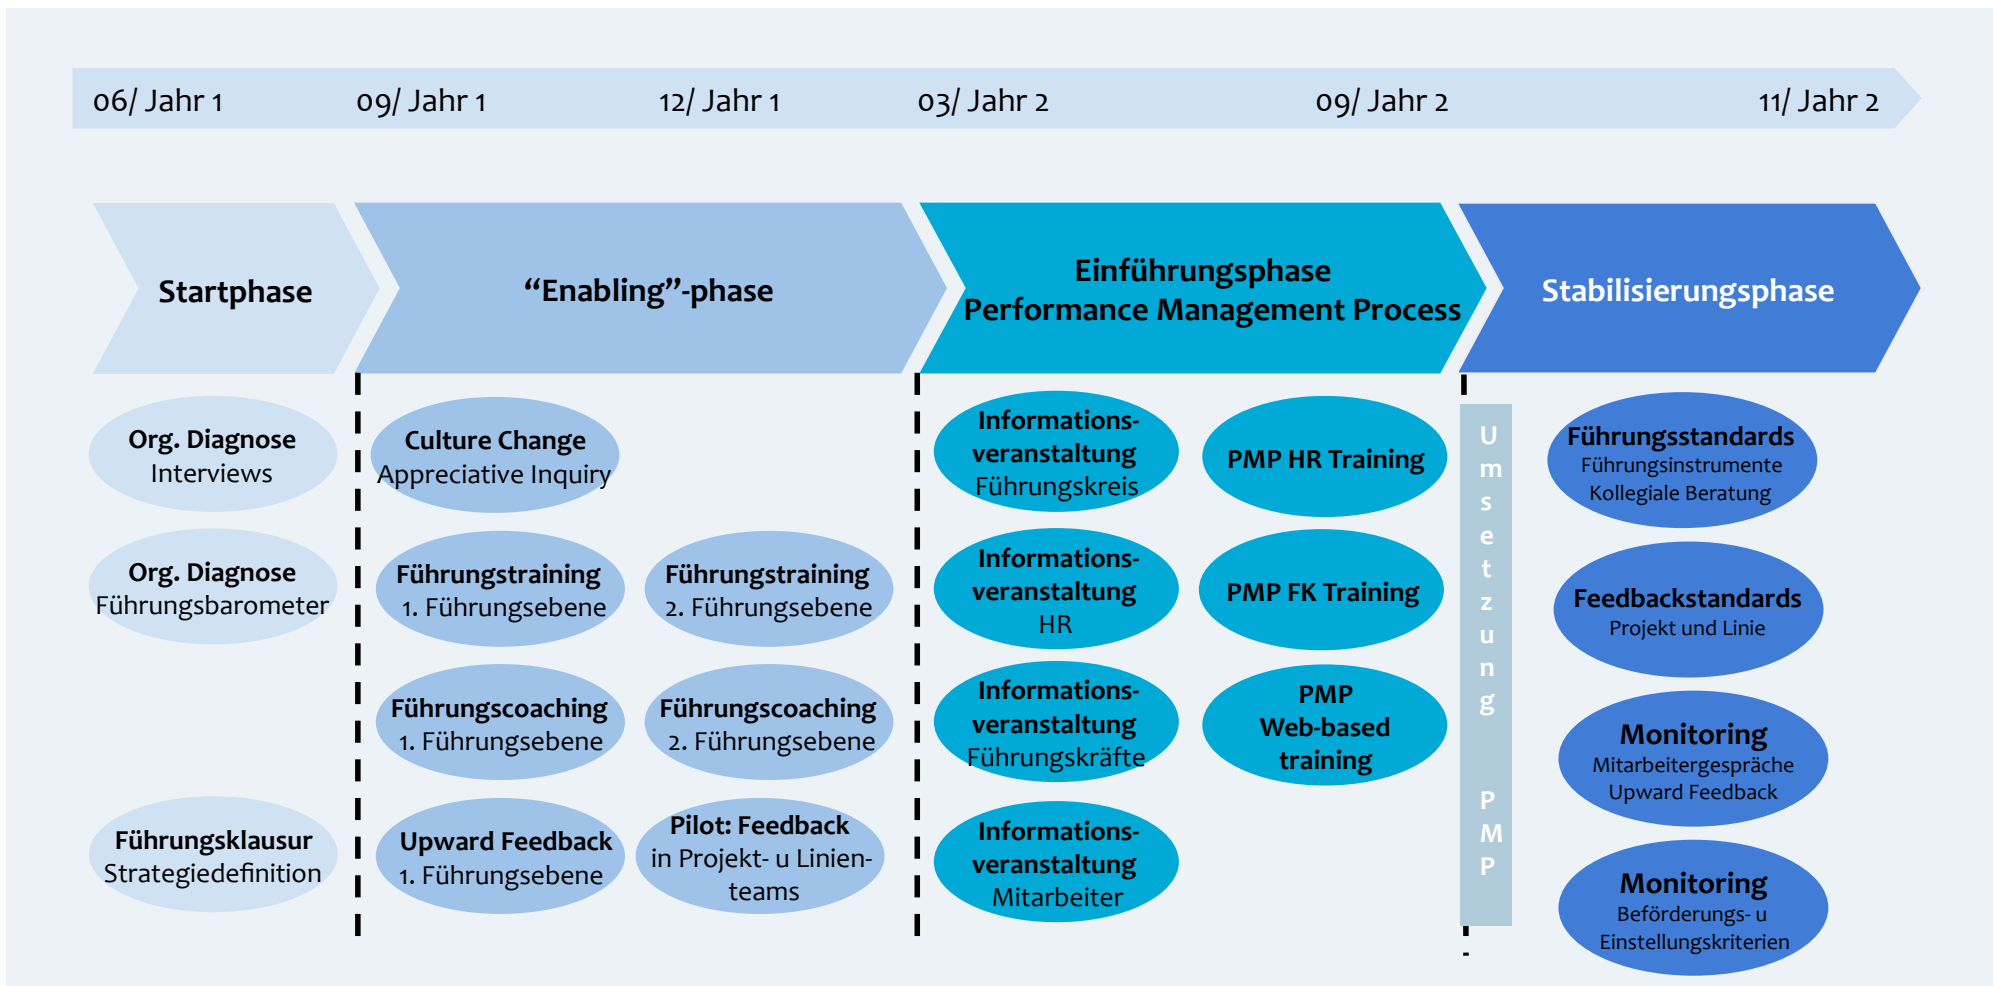 06/ Jahr 1
09/ Jahr 1
12/ Jahr 1
03/ Jahr 2
09/ Jahr 2
11/ Jahr 2
Startphase
“Enabling”-phase
Einführungsphase
Performance Management Process
Stabilisierungsphase
Org. Diagnose
Interviews
Org. Diagnose
Führungsbarometer
Führungsklausur
Strategiedefinition
Culture Change
Appreciative Inquiry
Führungstraining
1. Führungsebene
Führungscoaching
1. Führungsebene
Upward Feedback
1. Führungsebene
Führungstraining
2. Führungsebene
Führungscoaching
2. Führungsebene
Pilot: Feedback
in Projekt- u Linien-
teams
Informations-
veranstaltung
Führungskreis
Informations-
veranstaltung
HR
Informations-
veranstaltung
Führungskräfte
Informations-
veranstaltung
Mitarbeiter
PMP HR Training
PMP FK Training
PMP
Web-based
training
Umsetzung PMP
Führungsstandards
Führungsinstrumente
Kollegiale Beratung
Feedbackstandards
Projekt und Linie
Monitoring
Mitarbeitergespräche
Upward Feedback
Monitoring
Beförderungs- u
Einstellungskriterien